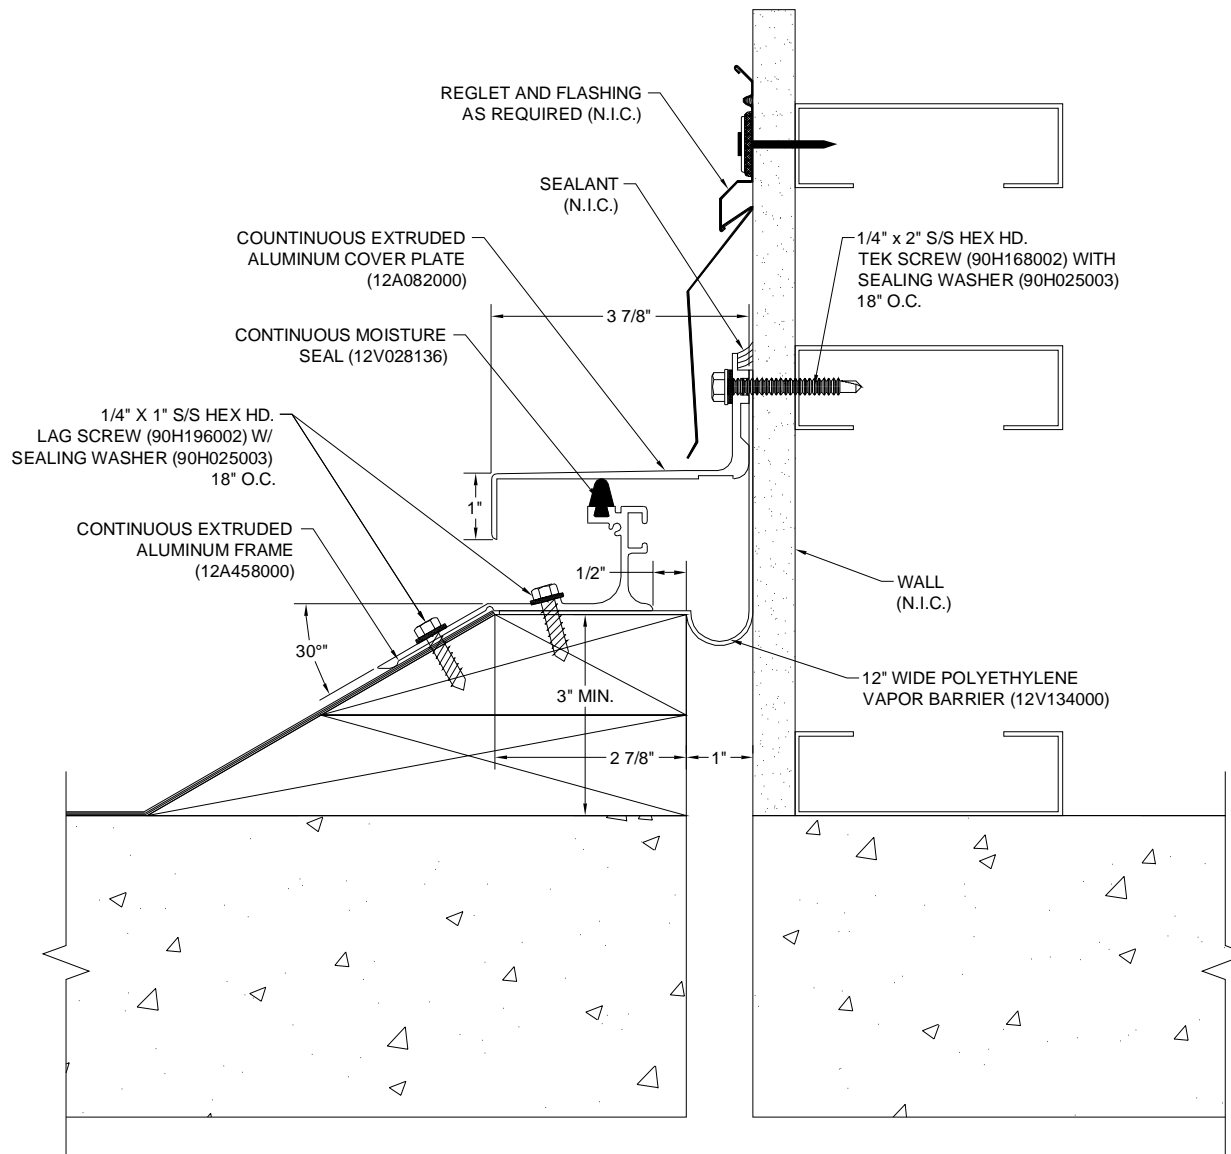 REGLET AND FLASHING
AS REQUIRED (N.I.C.)
SEALANT
(N.I.C.)
COUNTINUOUS EXTRUDED
ALUMINUM COVER PLATE
(12A082000)
1/4" x 2" S/S HEX HD.
TEK SCREW (90H168002) WITH
SEALING WASHER (90H025003)
18" O.C.
3 7/8"
CONTINUOUS MOISTURE
SEAL (12V028136)
1/4" X 1" S/S HEX HD.
LAG SCREW (90H196002) W/
SEALING WASHER (90H025003)
18" O.C.
1"
CONTINUOUS EXTRUDED
ALUMINUM FRAME
(12A458000)
1/2"
WALL
(N.I.C.)
30°"
12" WIDE POLYETHYLENE
VAPOR BARRIER (12V134000)
3" MIN.
2 7/8"
1"